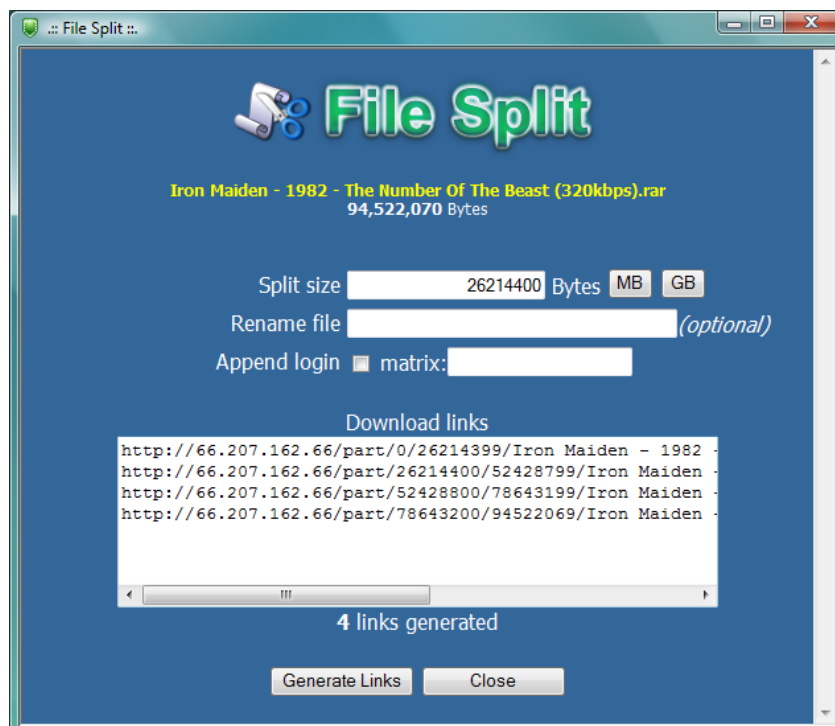 .:: File Split ::.
File Split
Iron Maiden - 1982 - The Number Of The Beast (320kbps).rar
94,522,070 Bytes
Split size 26214400 Bytes MB GB
Rename file (optional)
Append login matrix:
Download links
http://66.207.162.66/part/0/26214399/Iron Maiden - 1982 -
http://66.207.162.66/part/26214400/52428799/Iron Maiden -
http://66.207.162.66/part/52428800/78643199/Iron Maiden -
http://66.207.162.66/part/78643200/94522069/Iron Maiden -
4 links generated
Generate Links Close